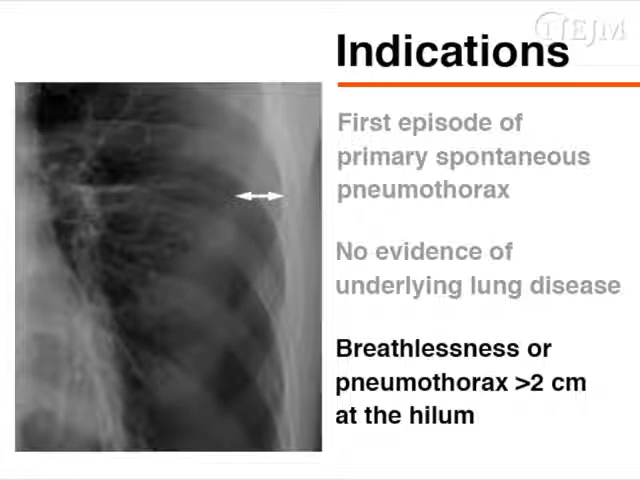 NEJM
Indications
First episode of
primary spontaneous
pneumothorax
No evidence of
underlying lung disease
Breathlessness or
pneumothorax >2 cm
at the hilum